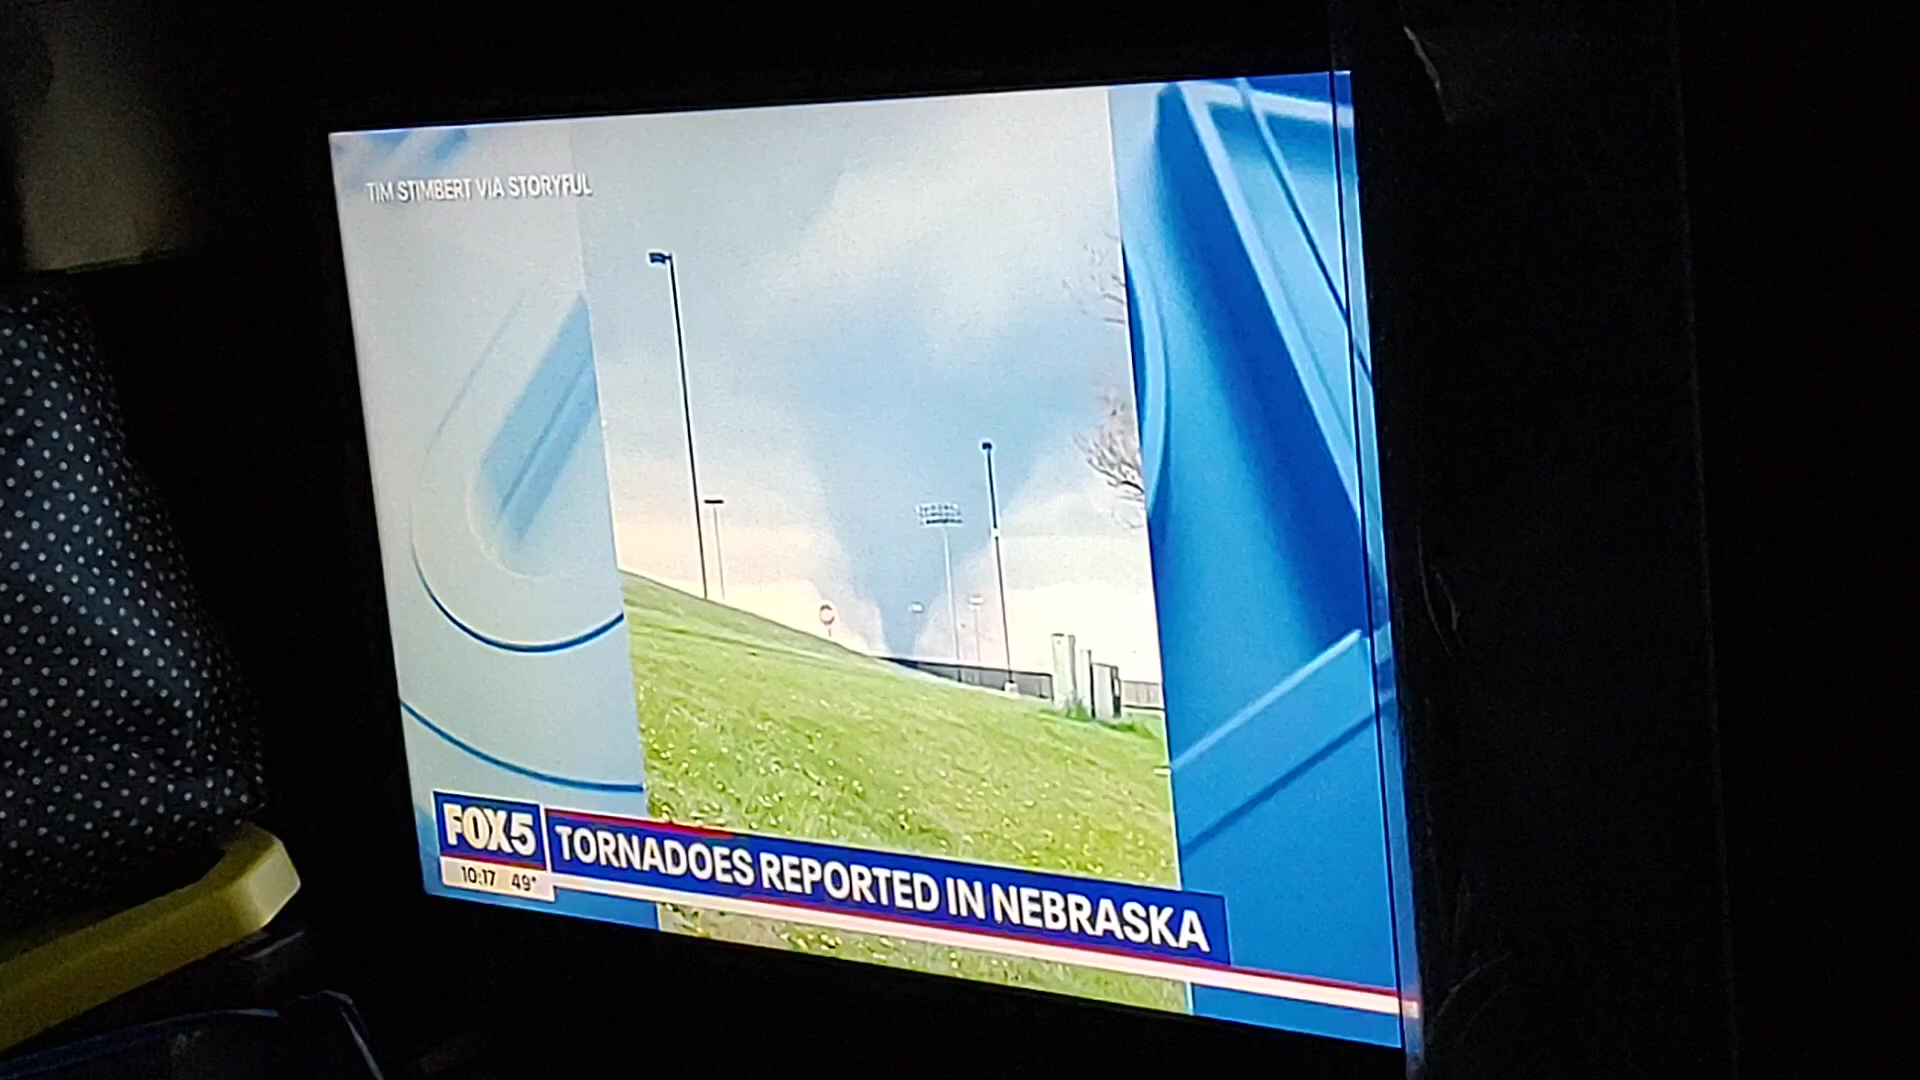 TIM STIMBERT VIA STORYFUL
FOX5
TORNADOES REPORTED IN NEBRASKA
10:17 49°